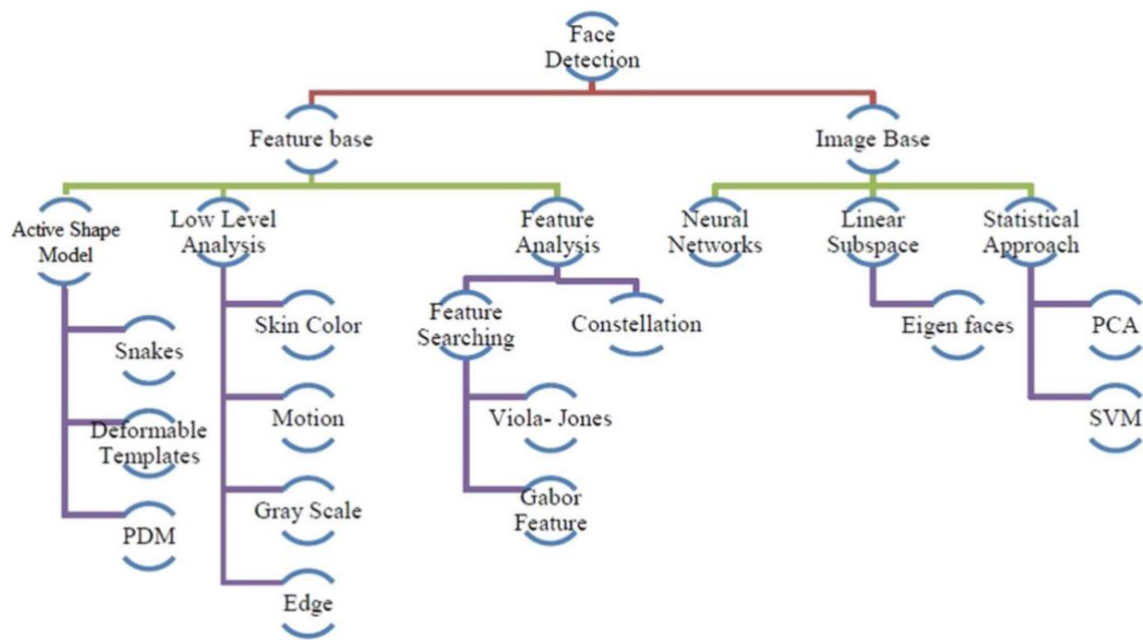 Face
Detection
Feature base
Image Base
Active Shape
Model
Low Level
Analysis
Feature
Analysis
Neural
Networks
Linear
Subspace
Statistical
Approach
Snakes
Deformable
Templates
PDM
Skin Color
Motion
Gray Scale
Edge
Feature
Searching
Constellation
Viola- Jones
Gabor
Feature
Eigen faces
PCA
SVM